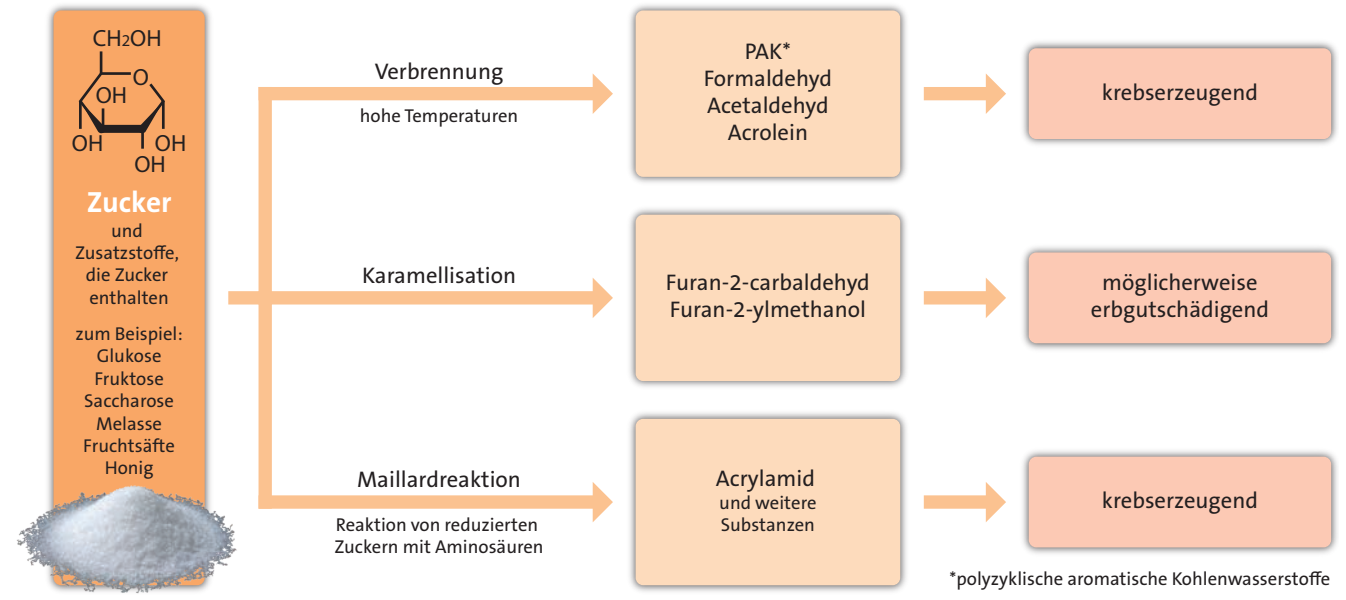 CH2OH
O
OH
OH
OH
OH
Zucker
und
Zusatzstoffe,
die Zucker
enthalten
zum Beispiel:
Glukose
Fruktose
Saccharose
Melasse
Fruchtsäfte
Honig
Verbrennung
hohe Temperaturen
PAK*
Formaldehyd
Acetaldehyd
Acrolein
krebserzeugend
Karamellisation
Furan-2-carbaldehyd
Furan-2-ylmethanol
möglicherweise
erbgutschädigend
Maillardreaktion
Reaktion von reduzierten
Zuckern mit Aminosäuren
Acrylamid
und weitere
Substanzen
krebserzeugend
*polyzyklische aromatische Kohlenwasserstoffe